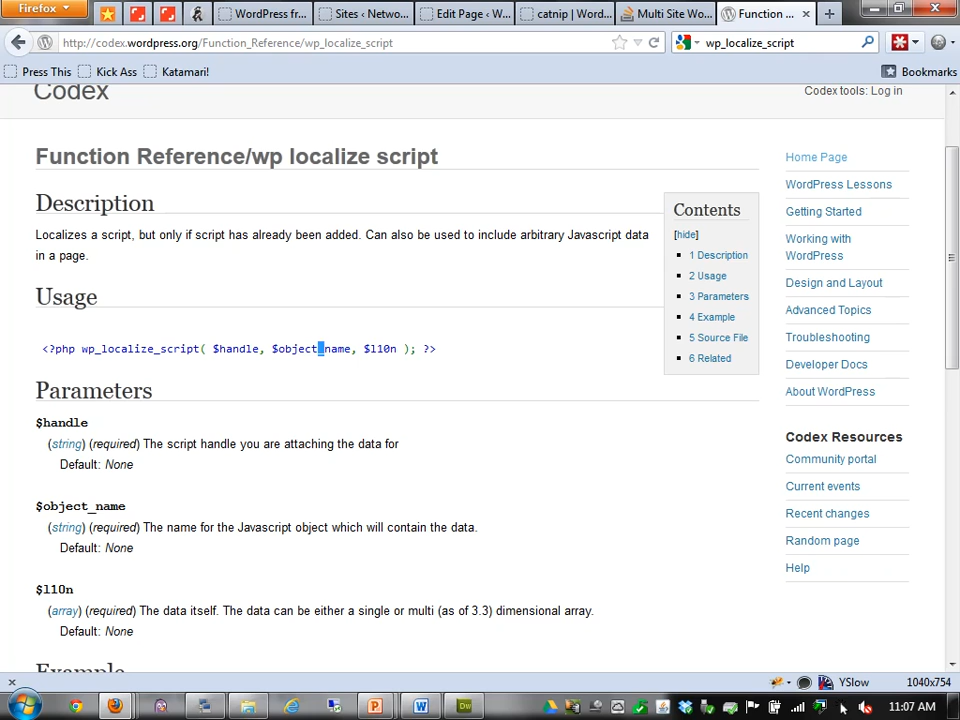 Firefox
WordPress fr...
Sites ‹ Netwo...
Edit Page ‹ W...
catnip | Word...
Multi Site Wo...
Function ...
http://codex.wordpress.org/Function_Reference/wp_localize_script
wp_localize_script
Press This
Kick Ass
Katamari!
Bookmarks
Codex
Codex tools: Log in
Function Reference/wp localize script
Description
Localizes a script, but only if script has already been added. Can also be used to include arbitrary Javascript data
in a page.
Usage
<?php wp_localize_script( $handle, $object_name, $l10n ); ?>
Parameters
$handle
(string) (required) The script handle you are attaching the data for
Default: None
$object_name
(string) (required) The name for the Javascript object which will contain the data.
Default: None
$l10n
(array) (required) The data itself. The data can be either a single or multi (as of 3.3) dimensional array.
Default: None
Example
Contents
[hide]
1 Description
2 Usage
3 Parameters
4 Example
5 Source File
6 Related
Home Page
WordPress Lessons
Getting Started
Working with
WordPress
Design and Layout
Advanced Topics
Troubleshooting
Developer Docs
About WordPress
Codex Resources
Community portal
Current events
Recent changes
Random page
Help
YSlow
1040x754
11:07 AM